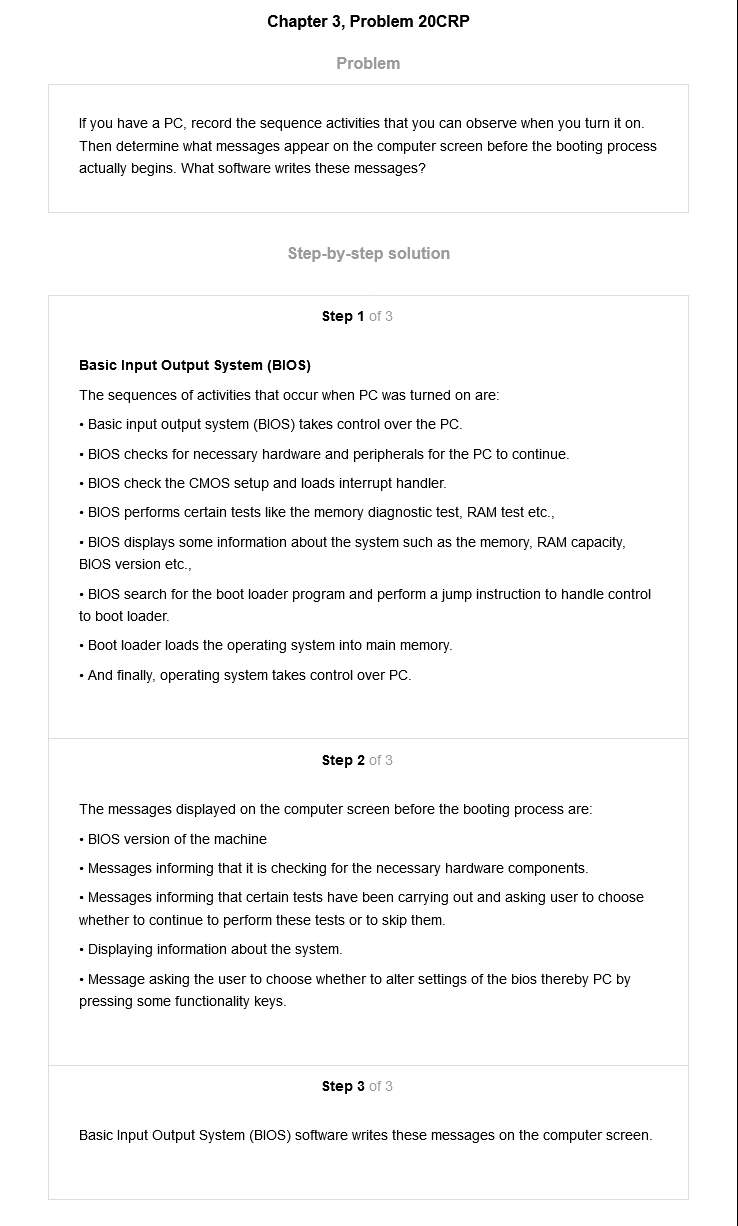 Chapter 3, Problem 20CRP
Problem
If you have a PC, record the sequence activities that you can observe when you turn it on.
Then determine what messages appear on the computer screen before the booting process
actually begins. What software writes these messages?
Step-by-step solution
Step 1 of 3
Basic Input Output System (BIOS)
The sequences of activities that occur when PC was turned on are:
• Basic input output system (BIOS) takes control over the PC.
• BIOS checks for necessary hardware and peripherals for the PC to continue.
• BIOS check the CMOS setup and loads interrupt handler.
• BIOS performs certain tests like the memory diagnostic test, RAM test etc.,
• BIOS displays some information about the system such as the memory, RAM capacity,
BIOS version etc.,
• BIOS search for the boot loader program and perform a jump instruction to handle control
to boot loader.
• Boot loader loads the operating system into main memory.
• And finally, operating system takes control over PC.
Step 2 of 3
The messages displayed on the computer screen before the booting process are:
• BIOS version of the machine
• Messages informing that it is checking for the necessary hardware components.
• Messages informing that certain tests have been carrying out and asking user to choose
whether to continue to perform these tests or to skip them.
• Displaying information about the system.
• Message asking the user to choose whether to alter settings of the bios thereby PC by
pressing some functionality keys.
Step 3 of 3
Basic Input Output System (BIOS) software writes these messages on the computer screen.